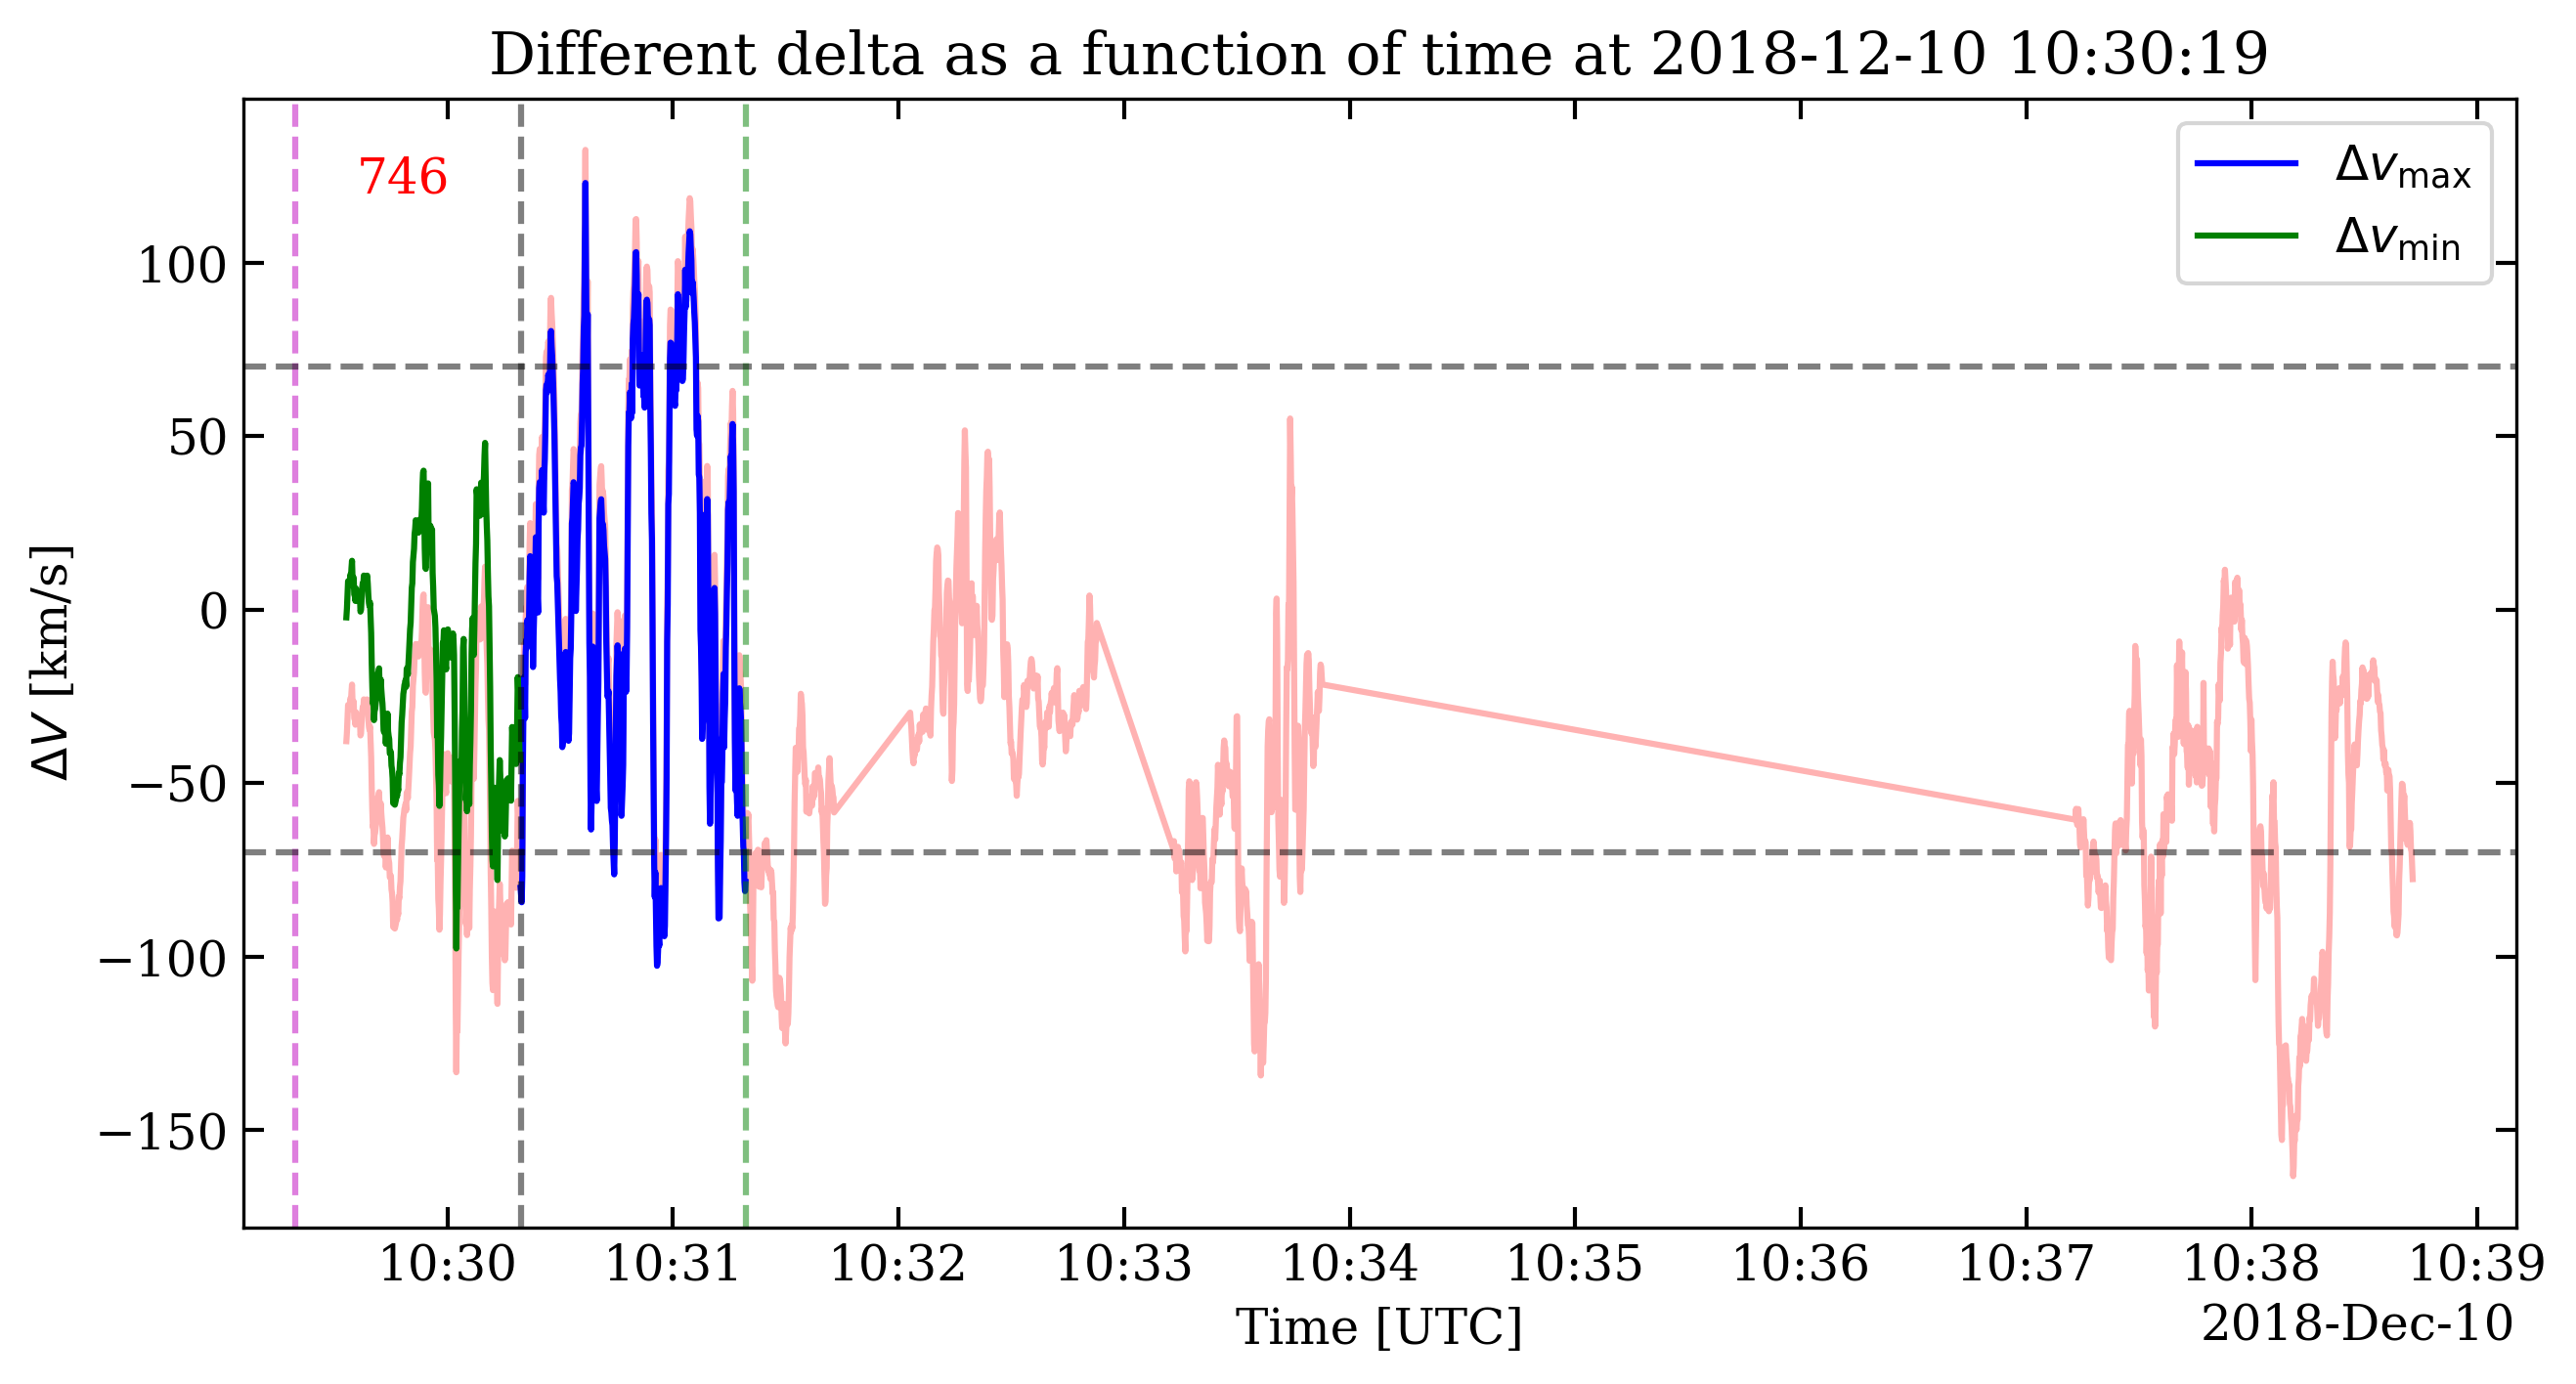 Different delta as a function of time at 2018-12-10 10:30:19
746
Δv_max
Δv_min
100
50
0
−50
−100
−150
ΔV [km/s]
10:30 10:31 10:32 10:33 10:34 10:35 10:36 10:37 10:38 10:39
Time [UTC]
2018-Dec-10